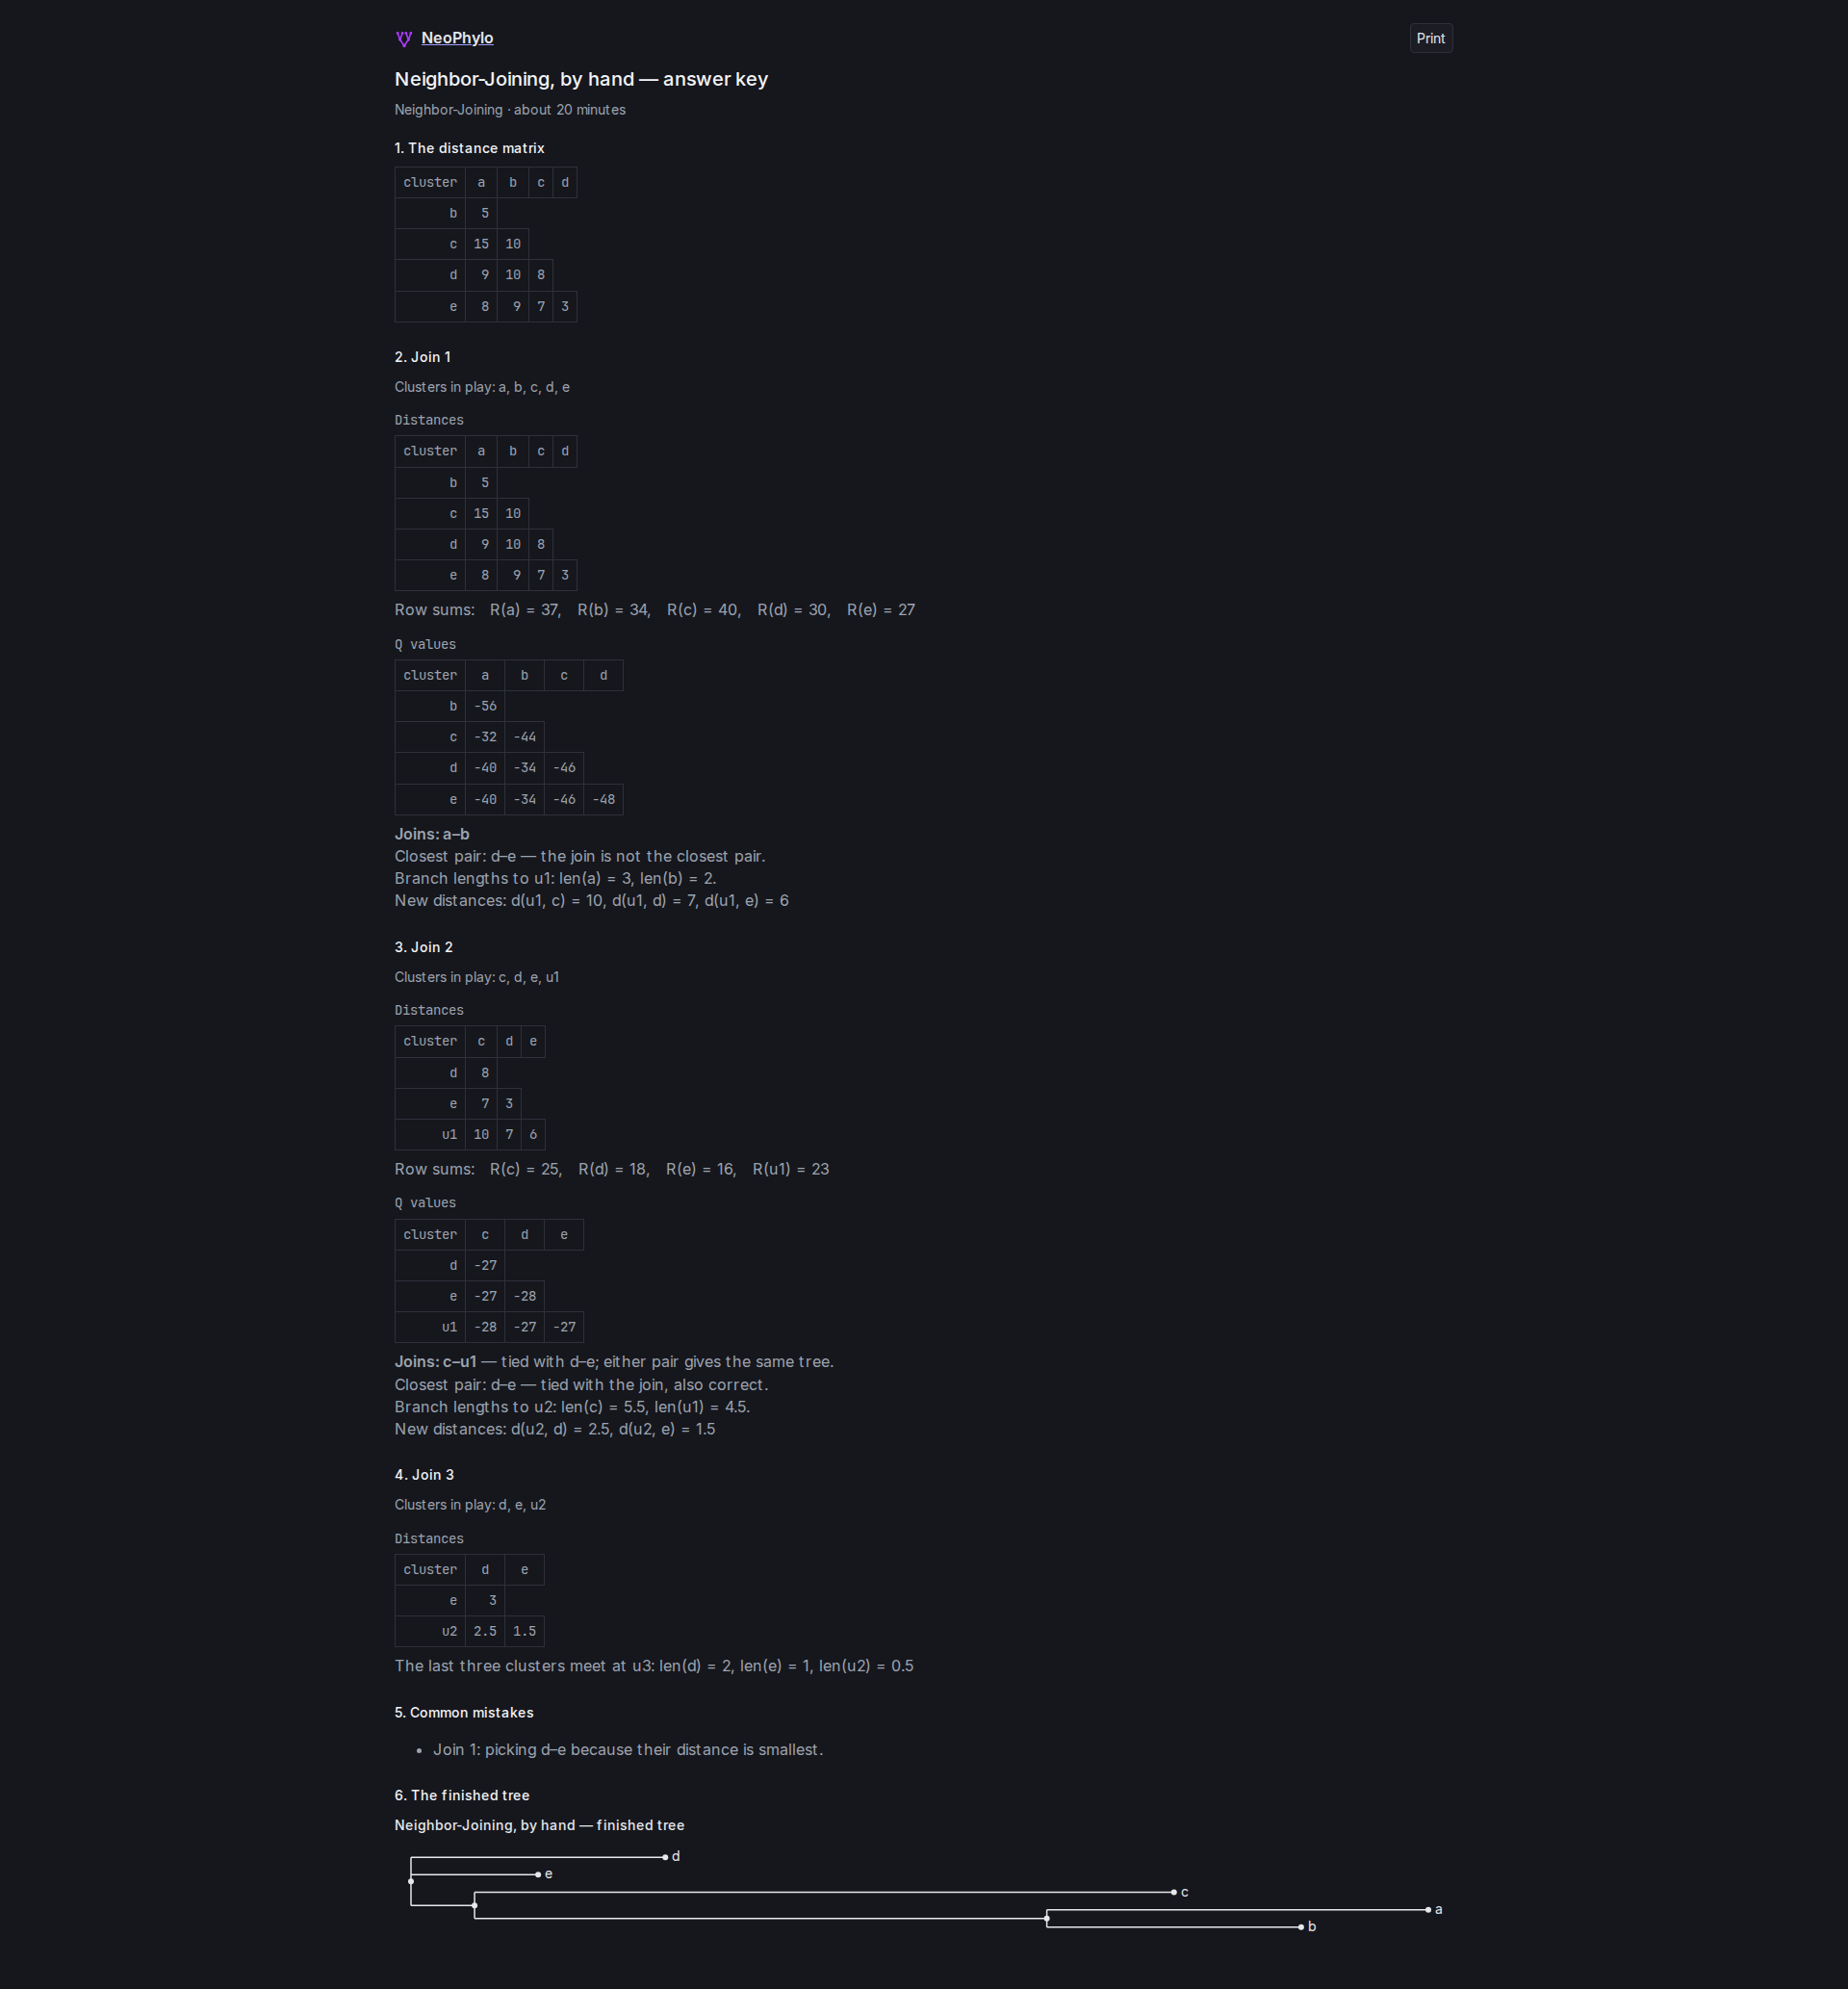 NeoPhylo
Print
Neighbor-Joining, by hand — answer key
Neighbor-Joining · about 20 minutes
1. The distance matrix
cluster a b c d
b 5
c 15 10
d 9 10 8
e 8 9 7 3
2. Join 1
Clusters in play: a, b, c, d, e
Distances
cluster a b c d
b 5
c 15 10
d 9 10 8
e 8 9 7 3
Row sums: R(a) = 37, R(b) = 34, R(c) = 40, R(d) = 30, R(e) = 27
Q values
cluster a b c d
b -56
c -32 -44
d -40 -34 -46
e -40 -34 -46 -48
Joins: a–b
Closest pair: d–e — the join is not the closest pair.
Branch lengths to u1: len(a) = 3, len(b) = 2.
New distances: d(u1, c) = 10, d(u1, d) = 7, d(u1, e) = 6
3. Join 2
Clusters in play: c, d, e, u1
Distances
cluster c d e
d 8
e 7 3
u1 10 7 6
Row sums: R(c) = 25, R(d) = 18, R(e) = 16, R(u1) = 23
Q values
cluster c d e
d -27
e -27 -28
u1 -28 -27 -27
Joins: c–u1 — tied with d–e; either pair gives the same tree.
Closest pair: d–e — tied with the join, also correct.
Branch lengths to u2: len(c) = 5.5, len(u1) = 4.5.
New distances: d(u2, d) = 2.5, d(u2, e) = 1.5
4. Join 3
Clusters in play: d, e, u2
Distances
cluster d e
e 3
u2 2.5 1.5
The last three clusters meet at u3: len(d) = 2, len(e) = 1, len(u2) = 0.5
5. Common mistakes
• Join 1: picking d–e because their distance is smallest.
6. The finished tree
Neighbor-Joining, by hand — finished tree
d
e
c
a
b